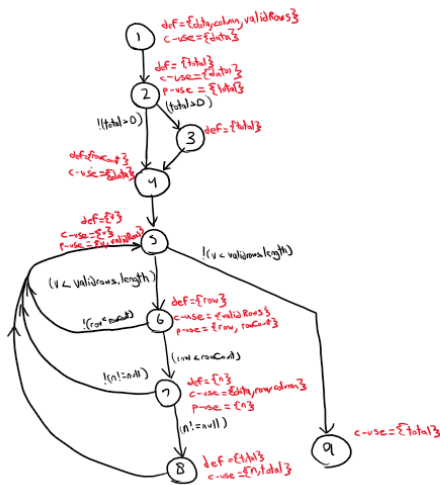 def={data,column,validRows}
c-use={data}
1
def={total}
c-use={data}
p-use={total}
2
(total>0)
!(total>0)
3
def={total}
def={rowCount}
c-use={data}
4
def={v}
c-use={v}
p-use={v,validRows}
5
!(v<validrows.length)
(v<validrows.length)
def={row}
c-use={validRows}
p-use={row, rowCount}
6
!(row<rowCount)
(row<rowCount)
def={n}
c-use={data,row,column}
p-use={n}
7
!(n!=null)
(n!=null)
def={total}
c-use={n,total}
8
9
c-use={total}